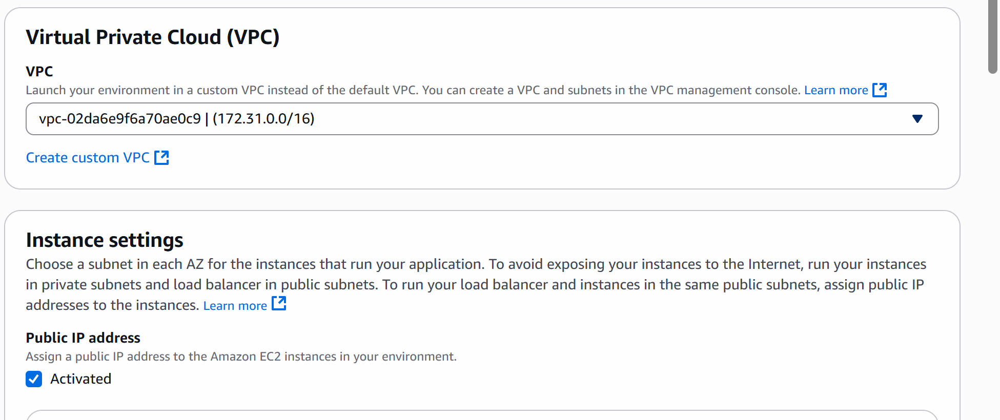 Virtual Private Cloud (VPC)
VPC
Launch your environment in a custom VPC instead of the default VPC. You can create a VPC and subnets in the VPC management console. Learn more
vpc-02da6e9f6a70ae0c9 | (172.31.0.0/16)
Create custom VPC
Instance settings
Choose a subnet in each AZ for the instances that run your application. To avoid exposing your instances to the Internet, run your instances
in private subnets and load balancer in public subnets. To run your load balancer and instances in the same public subnets, assign public IP
addresses to the instances. Learn more
Public IP address
Assign a public IP address to the Amazon EC2 instances in your environment.
Activated